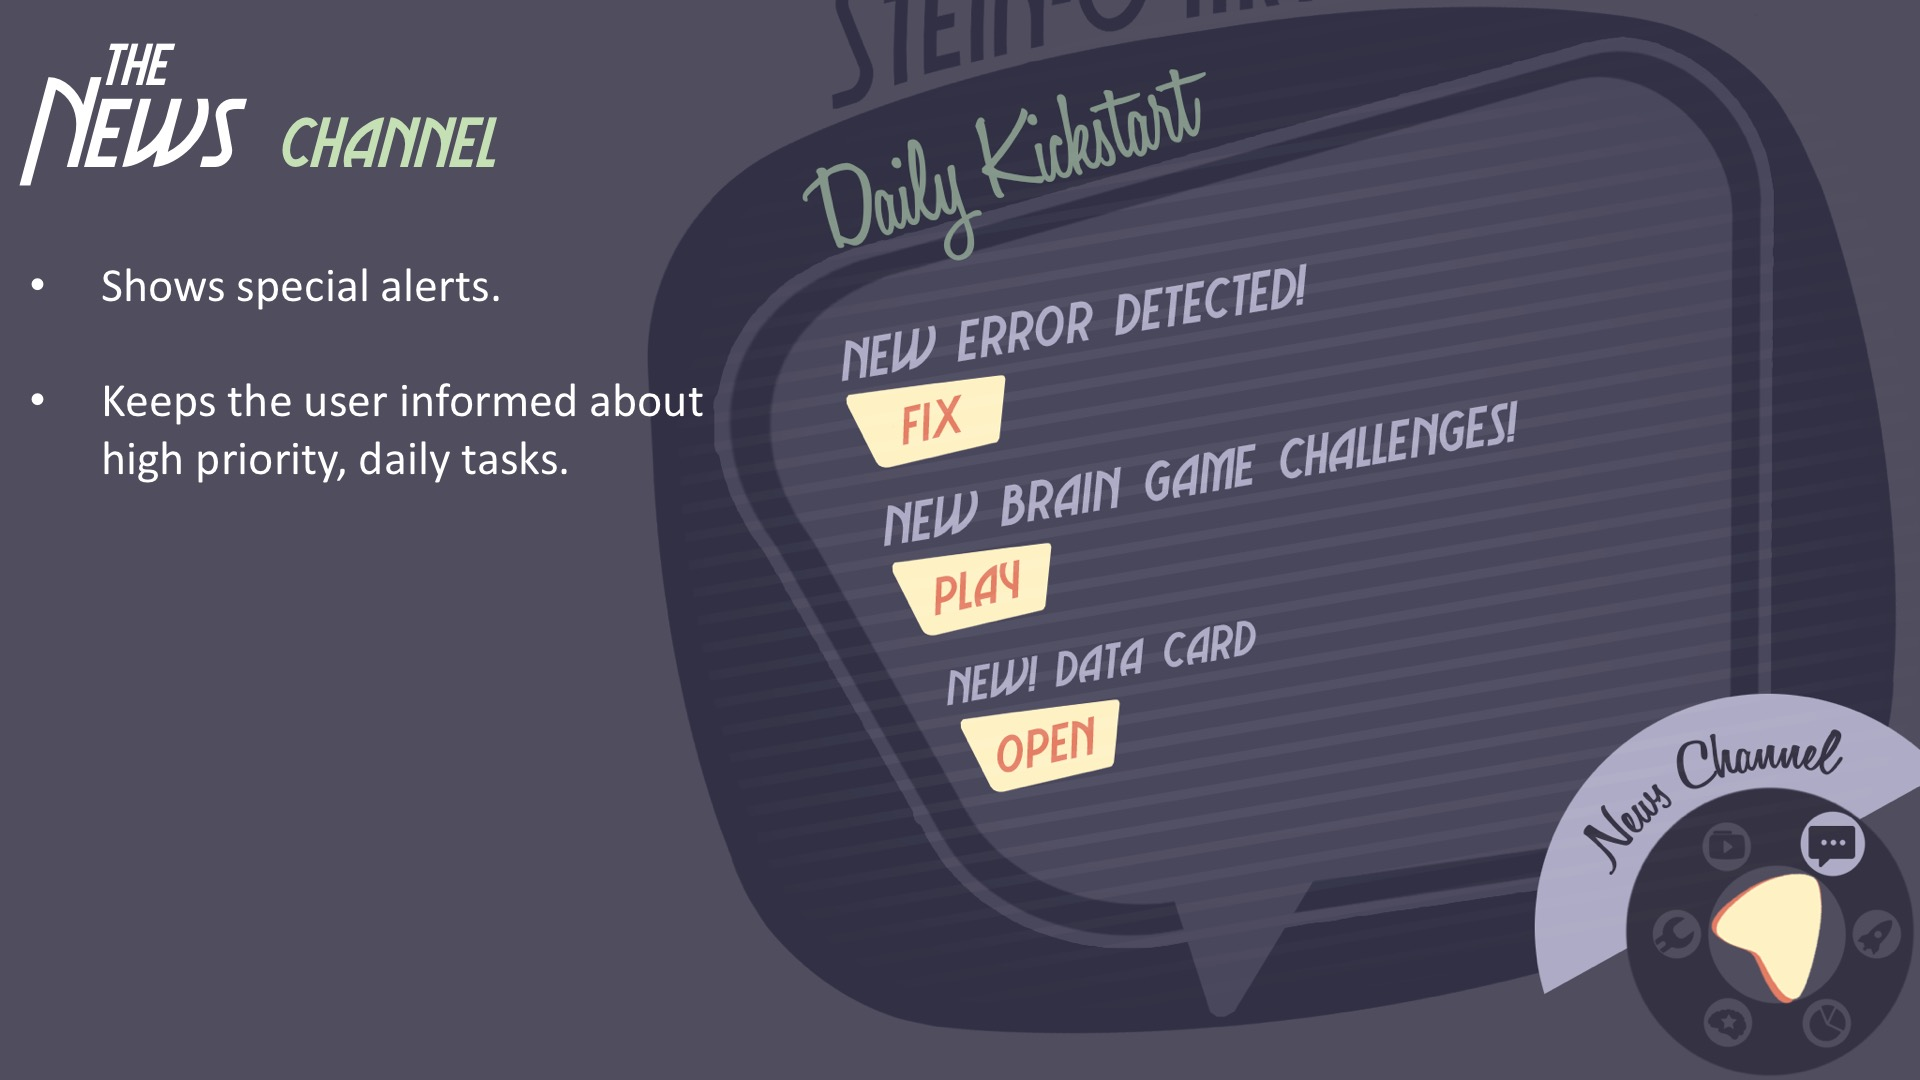 THE
NEWS CHANNEL
• Shows special alerts.
• Keeps the user informed about
high priority, daily tasks.
Daily Kickstart
NEW ERROR DETECTED!
FIX
NEW BRAIN GAME CHALLENGES!
PLAY
NEW! DATA CARD
OPEN
News Channel